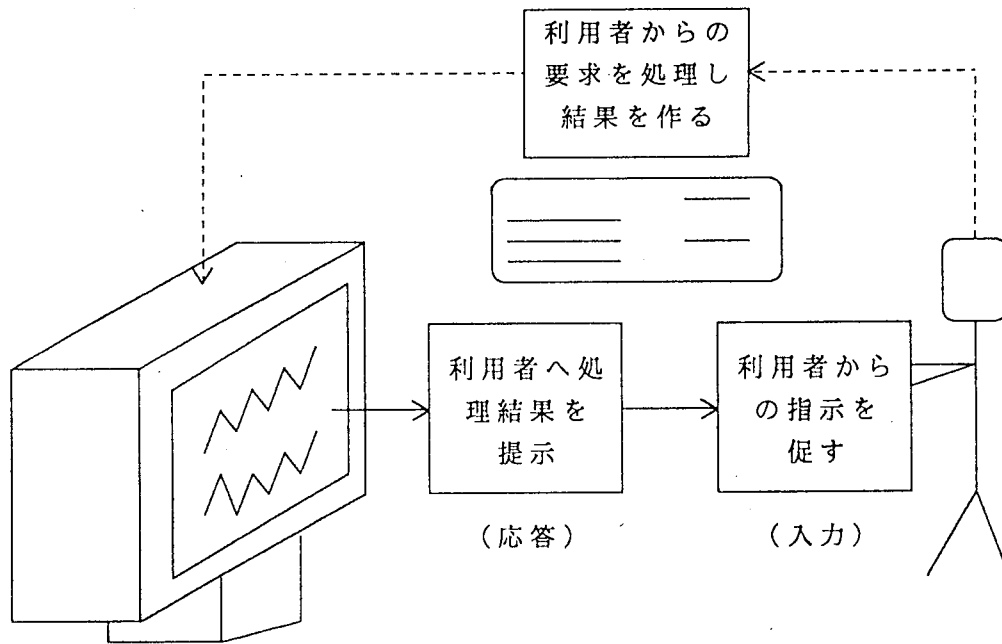 利用者からの
要求を処理し
結果を作る
利用者へ処
理結果を
提示
利用者から
の指示を
促す
（応答）
（入力）